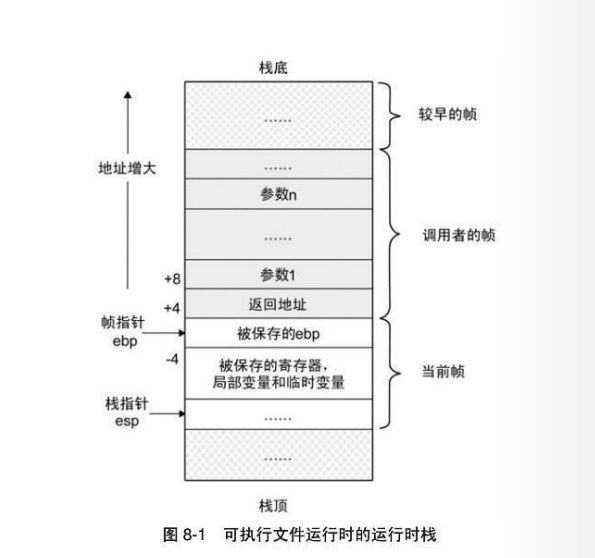 栈底
……
较早的帧
地址增大
……
参数n
……
调用者的帧
+8
参数1
+4
返回地址
帧指针
ebp
被保存的ebp
-4
被保存的寄存器，
局部变量和临时变量
当前帧
栈指针
esp
……
……
栈顶
图 8-1 可执行文件运行时的运行时栈